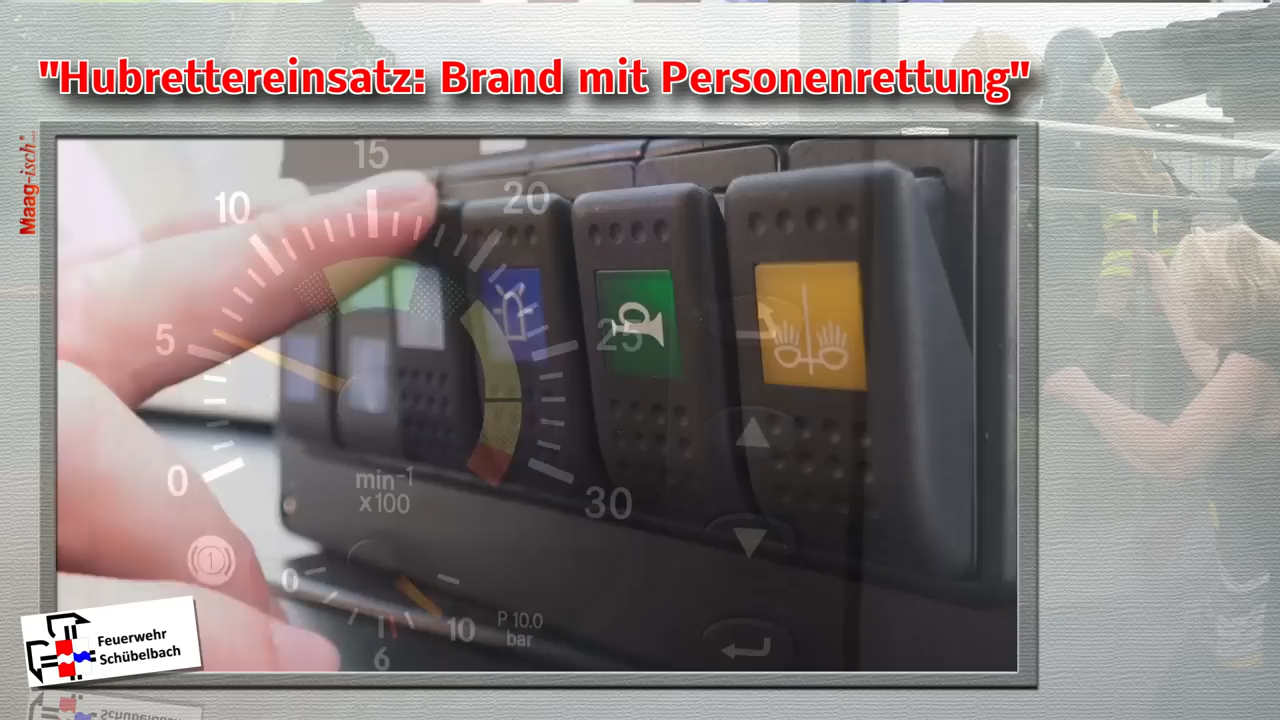 "Hubrettereinsatz: Brand mit Personenrettung"
Maag-isch
15
10
20
5
25
0
min⁻¹
x100
30
1
0
10
P 10.0
bar
6
Feuerwehr
Schübelbach